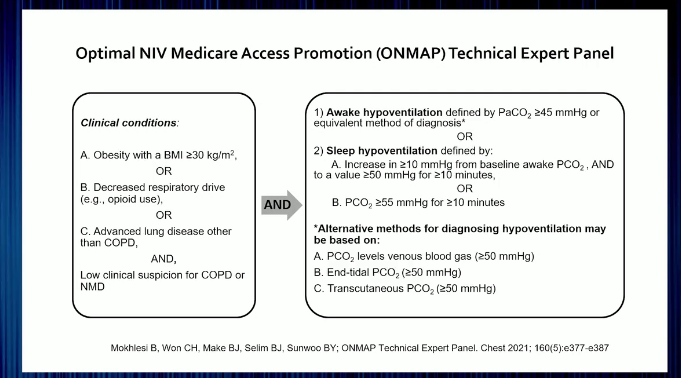 Optimal NIV Medicare Access Promotion (ONMAP) Technical Expert Panel
Clinical conditions:
A. Obesity with a BMI ≥30 kg/m²,
OR
B. Decreased respiratory drive
(e.g., opioid use),
OR
C. Advanced lung disease other
than COPD,
AND,
Low clinical suspicion for COPD or
NMD
AND
1) Awake hypoventilation defined by PaCO₂ ≥45 mmHg or
equivalent method of diagnosis*
OR
2) Sleep hypoventilation defined by;
A. Increase in ≥10 mmHg from baseline awake PCO₂, AND
to a value ≥50 mmHg for ≥10 minutes,
OR
B. PCO₂ ≥55 mmHg for ≥10 minutes
*Alternative methods for diagnosing hypoventilation may
be based on:
A. PCO₂ levels venous blood gas (≥50 mmHg)
B. End-tidal PCO₂ (≥50 mmHg)
C. Transcutaneous PCO₂ (≥50 mmHg)
Mokhlesi B, Won CH, Make BJ, Selim BJ, Sunwoo BY; ONMAP Technical Expert Panel. Chest 2021; 160(5):e377-e387